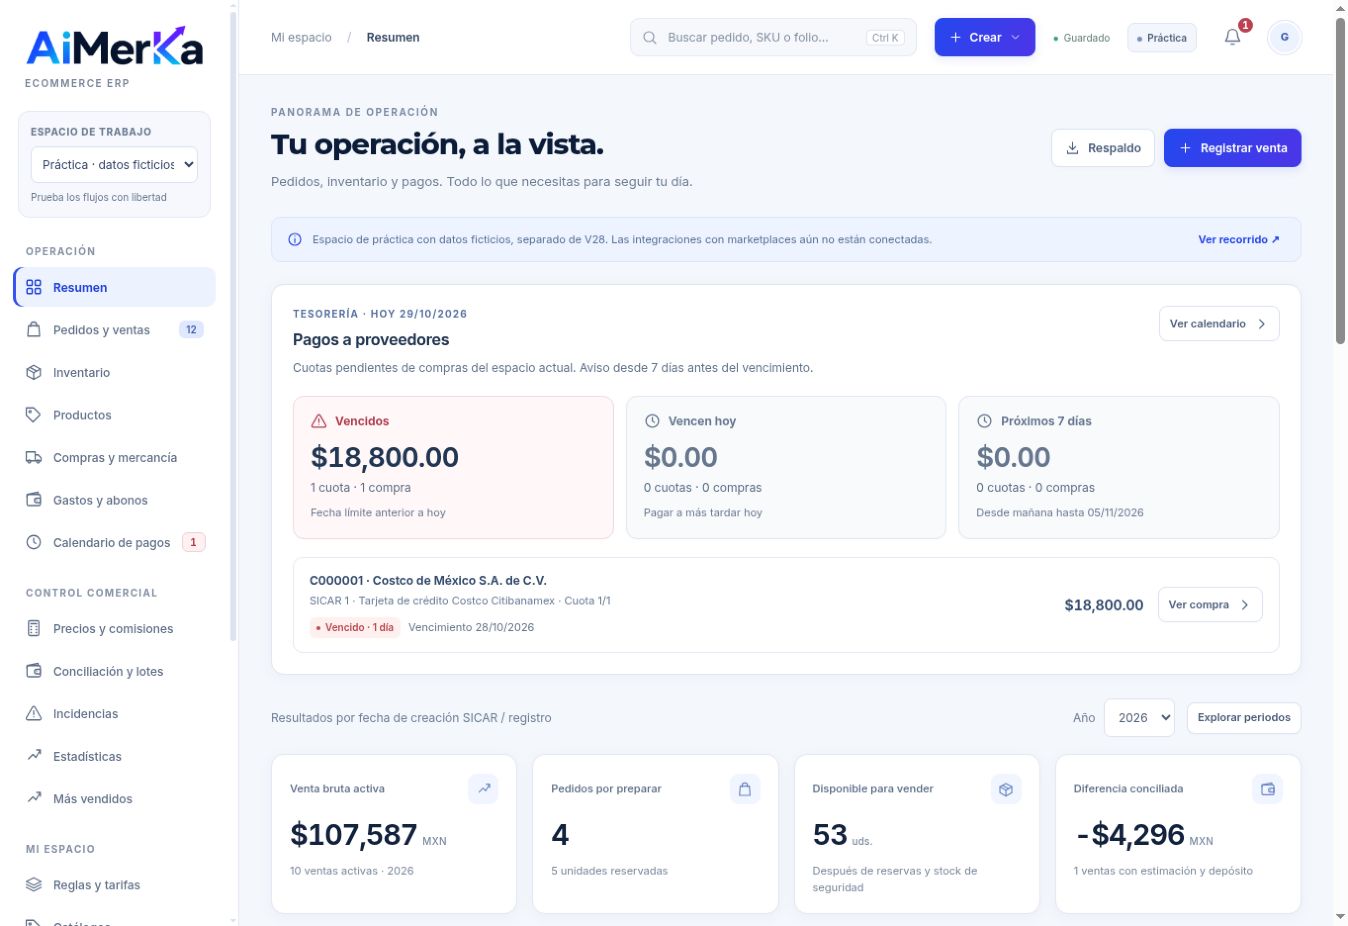 AiMerKa
ECOMMERCE ERP
ESPACIO DE TRABAJO
Práctica · datos ficticios
Prueba los flujos con libertad
OPERACIÓN
Resumen
Pedidos y ventas 12
Inventario
Productos
Compras y mercancía
Gastos y abonos
Calendario de pagos 1
CONTROL COMERCIAL
Precios y comisiones
Conciliación y lotes
Incidencias
Estadísticas
Más vendidos
MI ESPACIO
Reglas y tarifas
Mi espacio / Resumen
Buscar pedido, SKU o folio... Ctrl K
Crear
Guardado
Práctica
1
G
PANORAMA DE OPERACIÓN
Tu operación, a la vista.
Pedidos, inventario y pagos. Todo lo que necesitas para seguir tu día.
Respaldo
Registrar venta
Espacio de práctica con datos ficticios, separado de V28. Las integraciones con marketplaces aún no están conectadas.
Ver recorrido ↗
TESORERÍA · HOY 29/10/2026
Pagos a proveedores
Cuotas pendientes de compras del espacio actual. Aviso desde 7 días antes del vencimiento.
Ver calendario
Vencidos
$18,800.00
1 cuota · 1 compra
Fecha límite anterior a hoy
Vencen hoy
$0.00
0 cuotas · 0 compras
Pagar a más tardar hoy
Próximos 7 días
$0.00
0 cuotas · 0 compras
Desde mañana hasta 05/11/2026
C000001 · Costco de México S.A. de C.V.
SICAR 1 · Tarjeta de crédito Costco Citibanamex · Cuota 1/1
Vencido · 1 día Vencimiento 28/10/2026
$18,800.00
Ver compra
Resultados por fecha de creación SICAR / registro
Año 2026
Explorar periodos
Venta bruta activa
$107,587 MXN
10 ventas activas · 2026
Pedidos por preparar
4
5 unidades reservadas
Disponible para vender
53 uds.
Después de reservas y stock de
seguridad
Diferencia conciliada
-$4,296 MXN
1 ventas con estimación y depósito